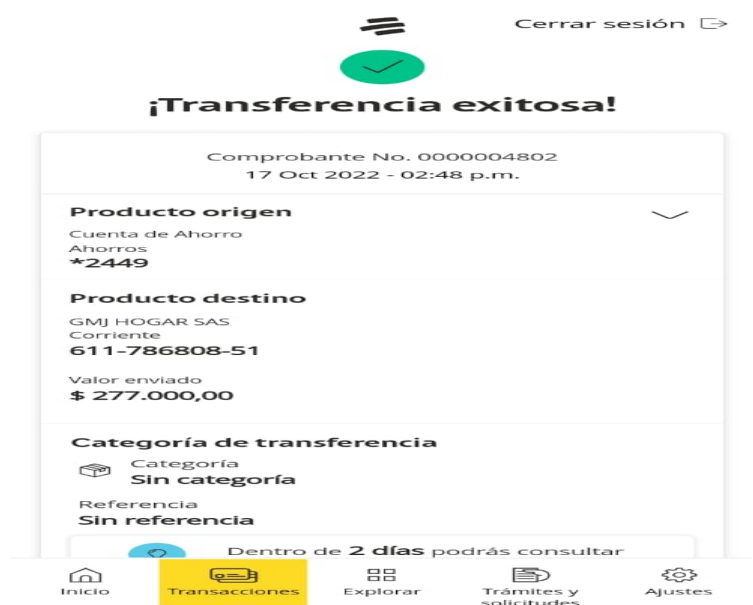 Cerrar sesión
¡Transferencia exitosa!
Comprobante No. 0000004802
17 Oct 2022 - 02:48 p.m.
Producto origen
Cuenta de Ahorro
Ahorros
*2449
Producto destino
GMJ HOGAR SAS
Corriente
611-786808-51
Valor enviado
$ 277.000,00
Categoría de transferencia
Categoría
Sin categoría
Referencia
Sin referencia
Dentro de 2 días podrás consultar
Inicio
Transacciones
Explorar
Trámites y
solicitudes
Ajustes